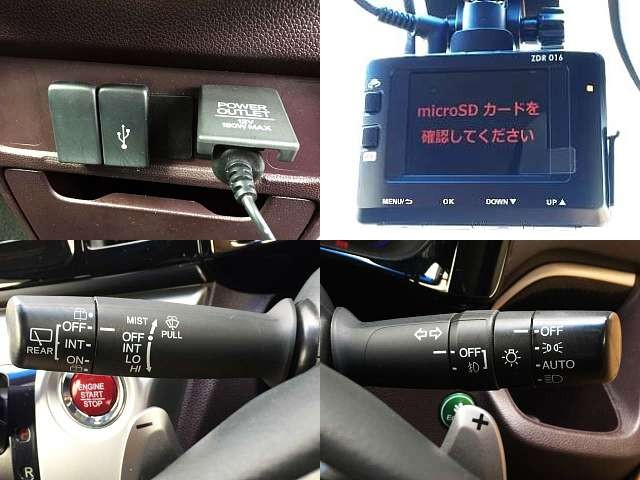 POWER
OUTLET
12V
180W MAX
ZDR 016
microSD カードを
確認してください
MENU/
OK
DOWN▼
UP▲
REAR
OFF
INT
ON
MIST
OFF
INT
LO
HI
PULL
ENGINE
START
STOP
R
−
OFF
OFF
AUTO
+